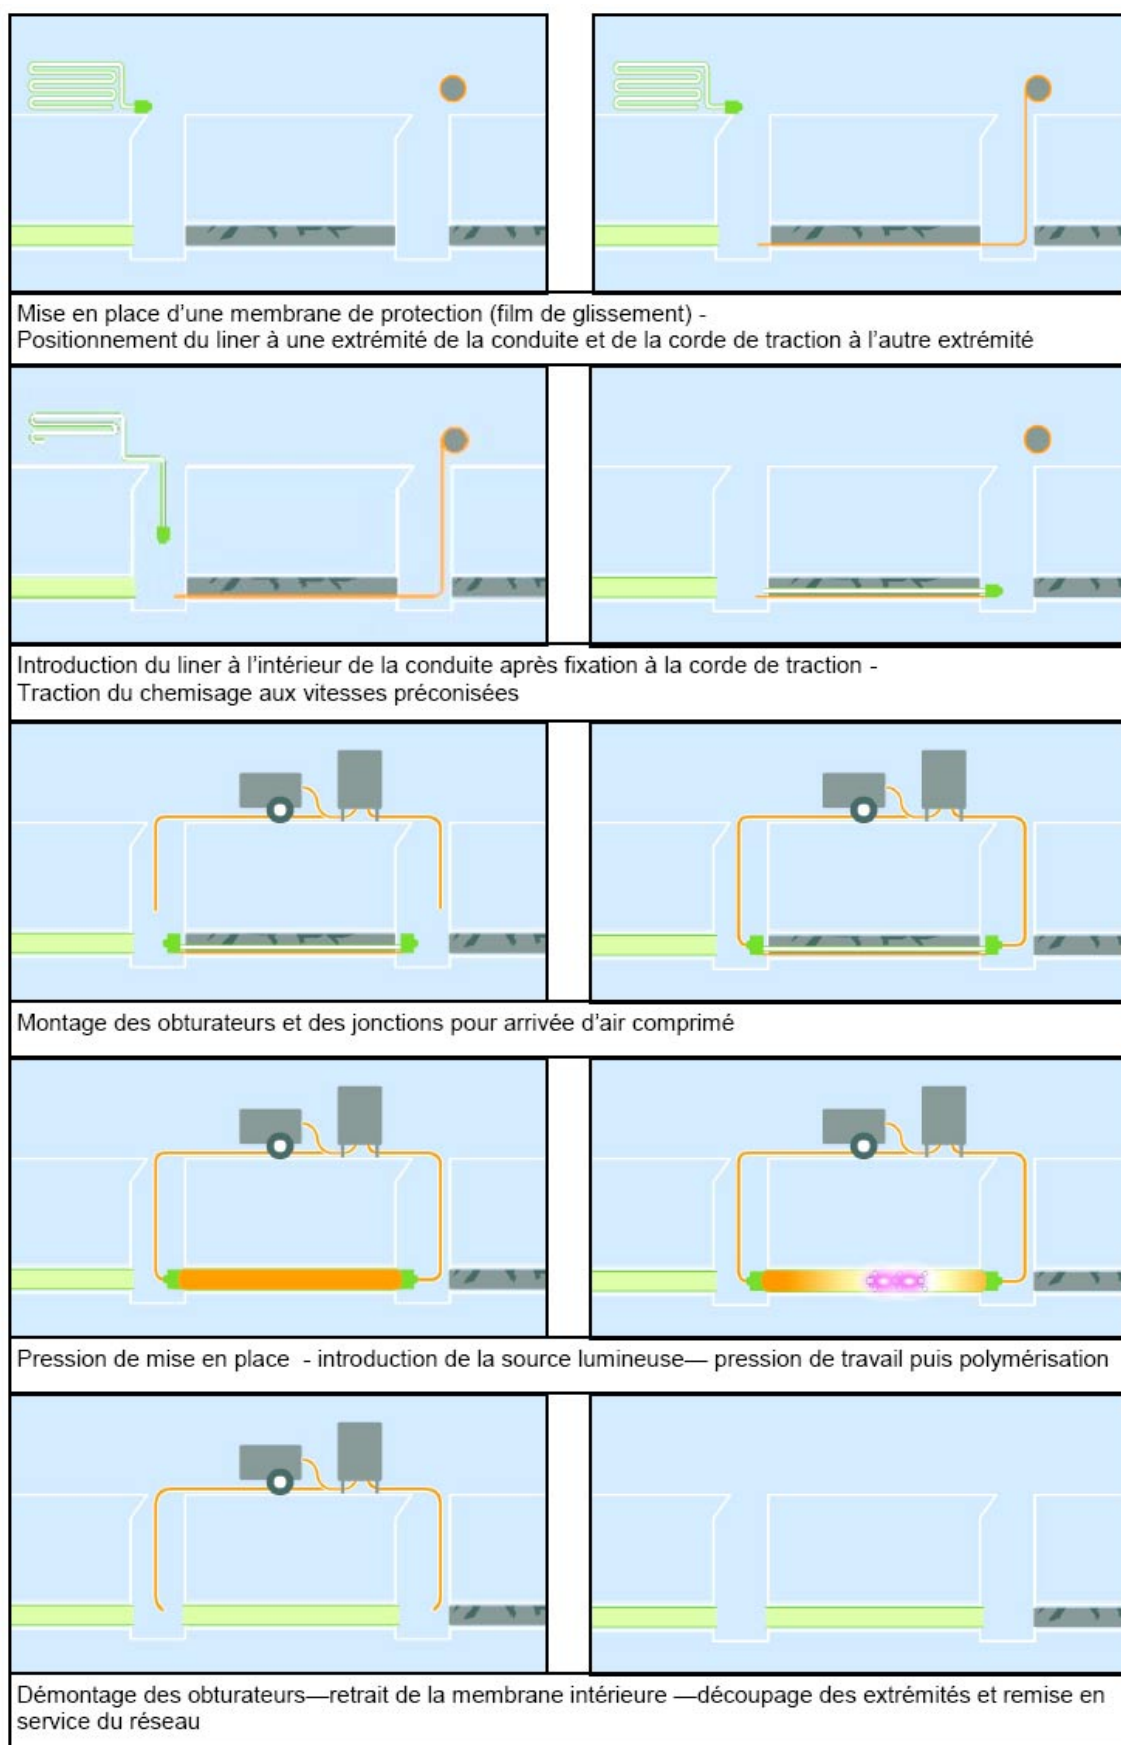 Mise en place d'une membrane de protection (film de glissement) -
Positionnement du liner à une extrémité de la conduite et de la corde de traction à l'autre extrémité
Introduction du liner à l'intérieur de la conduite après fixation à la corde de traction -
Traction du chemisage aux vitesses préconisées
Montage des obturateurs et des jonctions pour arrivée d'air comprimé
Pression de mise en place - introduction de la source lumineuse— pression de travail puis polymérisation
Démontage des obturateurs—retrait de la membrane intérieure —découpage des extrémités et remise en
service du réseau